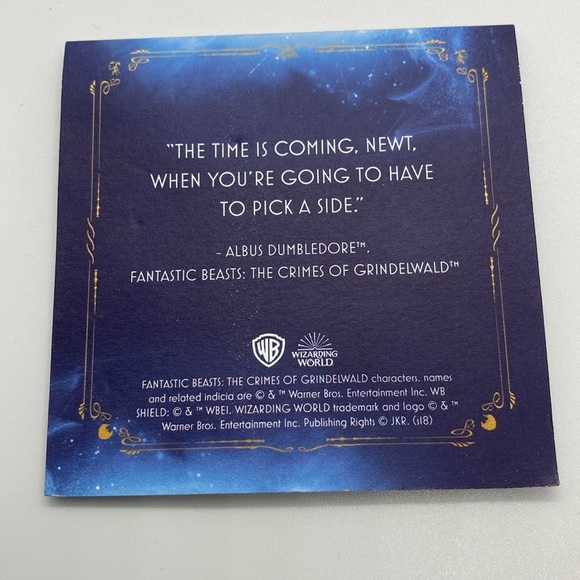 “THE TIME IS COMING, NEWT,
WHEN YOU’RE GOING TO HAVE
TO PICK A SIDE.”
– ALBUS DUMBLEDORE™,
FANTASTIC BEASTS: THE CRIMES OF GRINDELWALD™
WB
WIZARDING
WORLD
FANTASTIC BEASTS: THE CRIMES OF GRINDELWALD characters, names
and related indicia are © & ™ Warner Bros. Entertainment Inc. WB
SHIELD: © & ™ WBEI. WIZARDING WORLD trademark and logo © & ™
Warner Bros. Entertainment Inc. Publishing Rights © JKR. (s18)